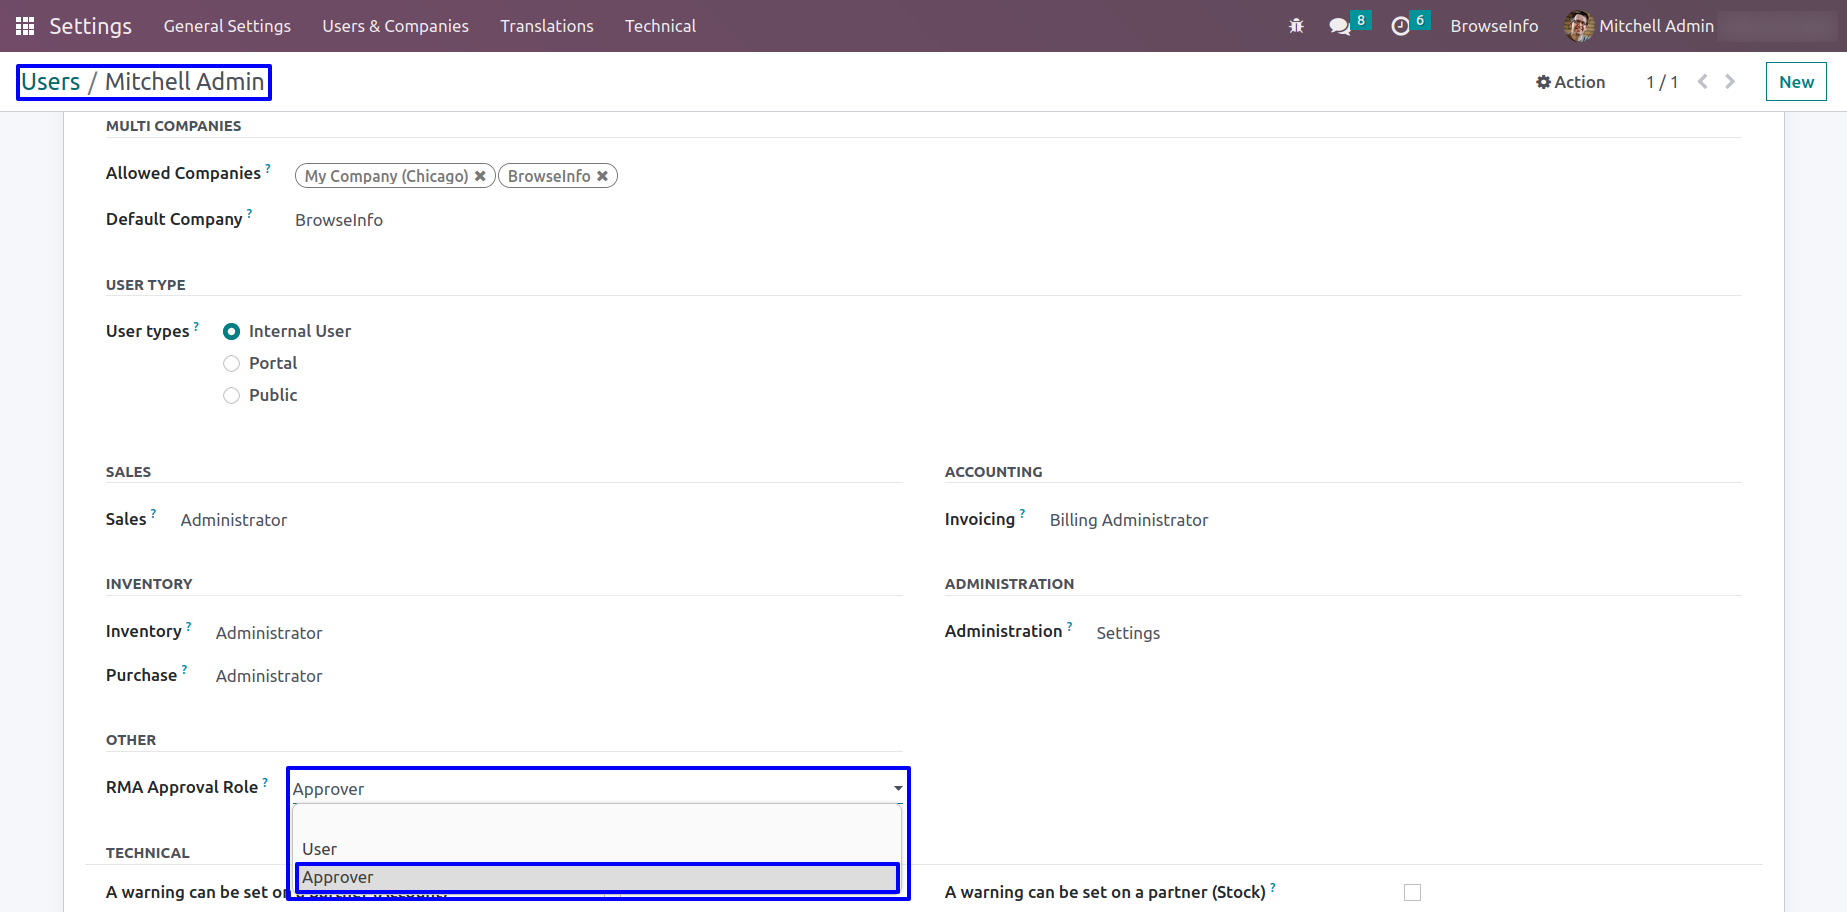 Settings General Settings Users & Companies Translations Technical 8 6 BrowseInfo Mitchell Admin
Users / Mitchell Admin Action 1 / 1 New
MULTI COMPANIES
Allowed Companies ? My Company (Chicago) ✖ BrowseInfo ✖
Default Company ? BrowseInfo
USER TYPE
User types ? Internal User
Portal
Public
SALES ACCOUNTING
Sales ? Administrator Invoicing ? Billing Administrator
INVENTORY ADMINISTRATION
Inventory ? Administrator Administration ? Settings
Purchase ? Administrator
OTHER
RMA Approval Role ? Approver
User
TECHNICAL
Approver
A warning can be set on A warning can be set on a partner (Stock) ?